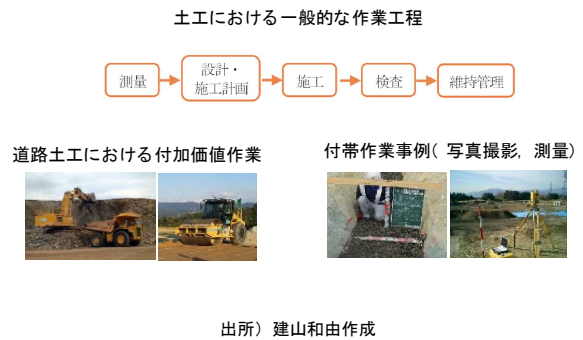 土工における一般的な作業工程
測量
設計・
施工計画
施工
検査
維持管理
道路土工における付加価値作業
付帯作業事例(写真撮影, 測量)
出所）建山和由作成